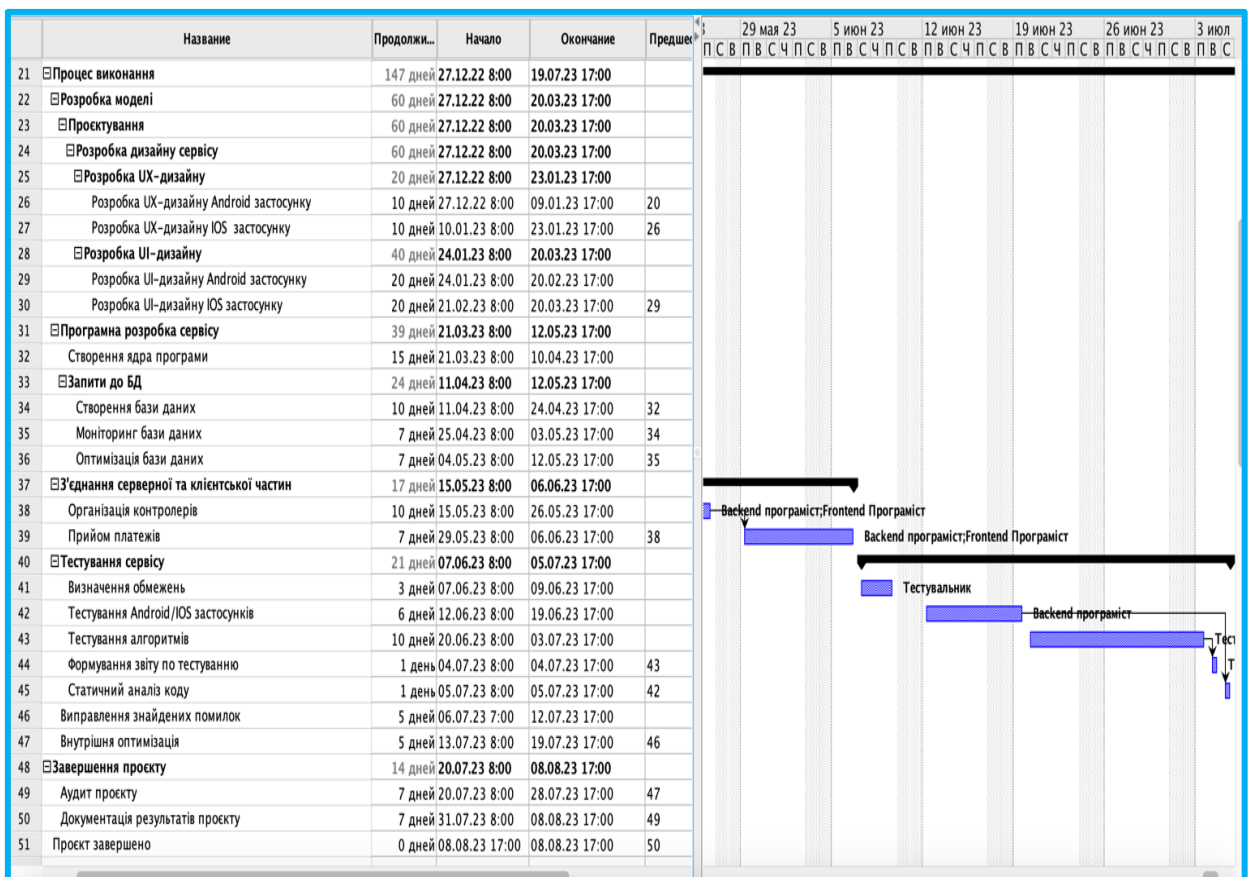 Название Продолжи... Начало Окончание Предшес
29 мая 23 5 июн 23 12 июн 23 19 июн 23 26 июн 23 3 июл
П С В П В С Ч П С В П В С Ч П С В П В С Ч П С В П В С Ч П С В П В С Ч П С В П В С
21 Процес виконання 147 дней 27.12.22 8:00 19.07.23 17:00
22 Розробка моделі 60 дней 27.12.22 8:00 20.03.23 17:00
23 Проєктування 60 дней 27.12.22 8:00 20.03.23 17:00
24 Розробка дизайну сервісу 60 дней 27.12.22 8:00 20.03.23 17:00
25 Розробка UX-дизайну 20 дней 27.12.22 8:00 23.01.23 17:00
26 Розробка UX-дизайну Android застосунку 10 дней 27.12.22 8:00 09.01.23 17:00 20
27 Розробка UX-дизайну IOS застосунку 10 дней 10.01.23 8:00 23.01.23 17:00 26
28 Розробка UI-дизайну 40 дней 24.01.23 8:00 20.03.23 17:00
29 Розробка UI-дизайну Android застосунку 20 дней 24.01.23 8:00 20.02.23 17:00
30 Розробка UI-дизайну IOS застосунку 20 дней 21.02.23 8:00 20.03.23 17:00 29
31 Програмна розробка сервісу 39 дней 21.03.23 8:00 12.05.23 17:00
32 Створення ядра програми 15 дней 21.03.23 8:00 10.04.23 17:00
33 Запити до БД 24 дней 11.04.23 8:00 12.05.23 17:00
34 Створення бази даних 10 дней 11.04.23 8:00 24.04.23 17:00 32
35 Моніторинг бази даних 7 дней 25.04.23 8:00 03.05.23 17:00 34
36 Оптимізація бази даних 7 дней 04.05.23 8:00 12.05.23 17:00 35
37 З'єднання серверної та клієнтської частин 17 дней 15.05.23 8:00 06.06.23 17:00
38 Організація контролерів 10 дней 15.05.23 8:00 26.05.23 17:00 Backend програміст;Frontend Програміст
39 Прийом платежів 7 дней 29.05.23 8:00 06.06.23 17:00 38 Backend програміст;Frontend Програміст
40 Тестування сервісу 21 дней 07.06.23 8:00 05.07.23 17:00
41 Визначення обмежень 3 дней 07.06.23 8:00 09.06.23 17:00 Тестувальник
42 Тестування Android/IOS застосунків 6 дней 12.06.23 8:00 19.06.23 17:00 Backend програміст
43 Тестування алгоритмів 10 дней 20.06.23 8:00 03.07.23 17:00 Тест
44 Формування звіту по тестуванню 1 день 04.07.23 8:00 04.07.23 17:00 43 Т
45 Статичний аналіз коду 1 день 05.07.23 8:00 05.07.23 17:00 42
46 Виправлення знайдених помилок 5 дней 06.07.23 7:00 12.07.23 17:00
47 Внутрішня оптимізація 5 дней 13.07.23 8:00 19.07.23 17:00 46
48 Завершення проєкту 14 дней 20.07.23 8:00 08.08.23 17:00
49 Аудит проєкту 7 дней 20.07.23 8:00 28.07.23 17:00 47
50 Документація результатів проєкту 7 дней 31.07.23 8:00 08.08.23 17:00 49
51 Проєкт завершено 0 дней 08.08.23 17:00 08.08.23 17:00 50